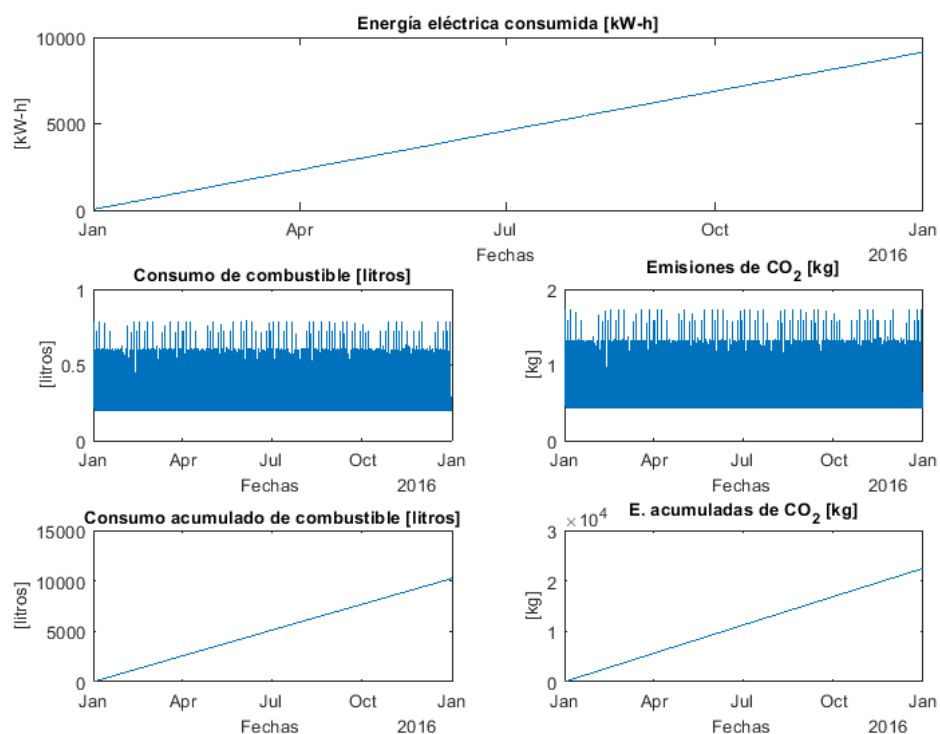 Energía eléctrica consumida [kW-h]
10000
5000
0
[kW-h]
Jan Apr Jul Oct Jan
Fechas 2016
Consumo de combustible [litros]
1
0.5
0
[litros]
Jan Apr Jul Oct Jan
Fechas 2016
Emisiones de CO2 [kg]
2
1
0
[kg]
Jan Apr Jul Oct Jan
Fechas 2016
Consumo acumulado de combustible [litros]
15000
10000
5000
0
[litros]
Jan Apr Jul Oct Jan
Fechas 2016
E. acumuladas de CO2 [kg]
×10^4
3
2
1
0
[kg]
Jan Apr Jul Oct Jan
Fechas 2016